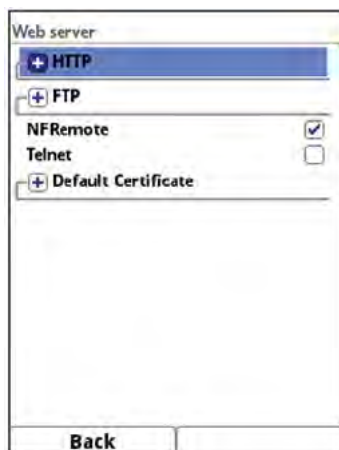 Web server
HTTP
FTP
NFRemote
Telnet
Default Certificate
Back